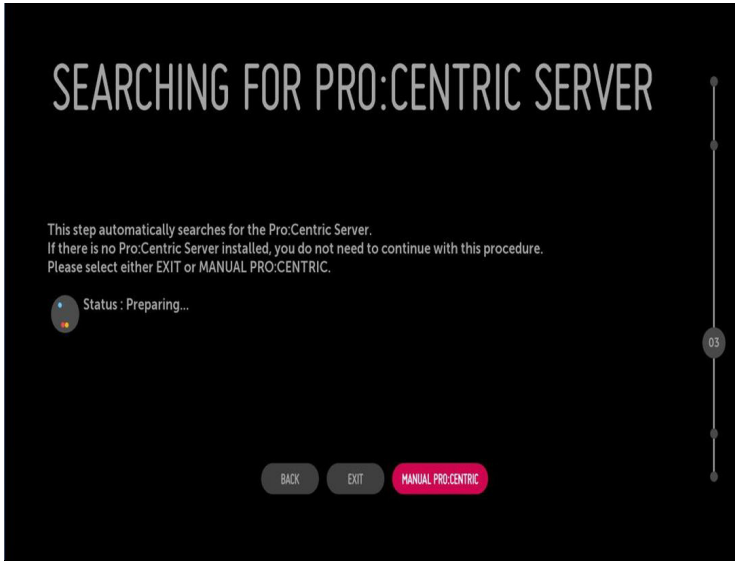 SEARCHING FOR PRO:CENTRIC SERVER
This step automatically searches for the Pro:Centric Server.
If there is no Pro:Centric Server installed, you do not need to continue with this procedure.
Please select either EXIT or MANUAL PRO:CENTRIC.
Status : Preparing...
03
BACK EXIT MANUAL PRO:CENTRIC